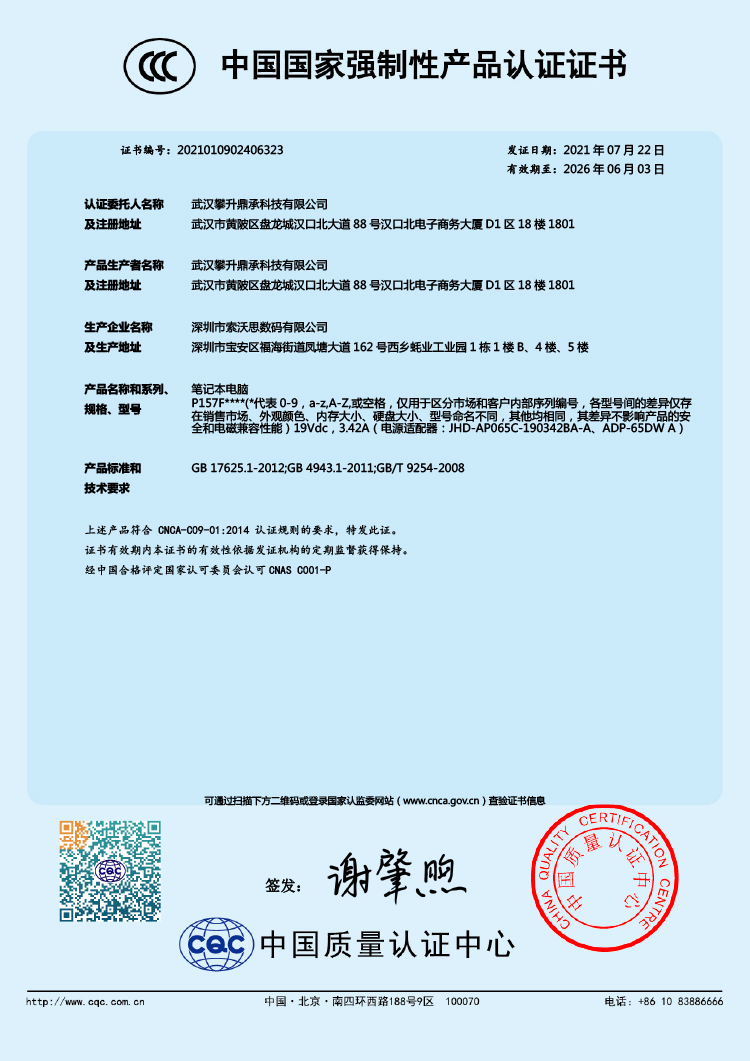 CCC
中国国家强制性产品认证证书
证书编号：2021010902406323
发证日期：2021 年 07 月 22 日
有效期至：2026 年 06 月 03 日
认证委托人名称 武汉攀升鼎承科技有限公司
及注册地址 武汉市黄陂区盘龙城汉口北大道 88 号汉口北电子商务大厦 D1 区 18 楼 1801
产品生产者名称 武汉攀升鼎承科技有限公司
及注册地址 武汉市黄陂区盘龙城汉口北大道 88 号汉口北电子商务大厦 D1 区 18 楼 1801
生产企业名称 深圳市索沃思数码有限公司
及生产地址 深圳市宝安区福海街道凤塘大道 162 号西乡蚝业工业园 1 栋 1 楼 B、4 楼、5 楼
产品名称和系列、 笔记本电脑
规格、型号 P157F****(*代表 0-9，a-z,A-Z,或空格，仅用于区分市场和客户内部序列编号，各型号间的差异仅存
在销售市场、外观颜色、内存大小、硬盘大小、型号命名不同，其他均相同，其差异不影响产品的安
全和电磁兼容性能）19Vdc，3.42A（电源适配器：JHD-AP065C-190342BA-A、ADP-65DW A）
产品标准和 GB 17625.1-2012;GB 4943.1-2011;GB/T 9254-2008
技术要求
上述产品符合 CNCA-C09-01:2014 认证规则的要求，特发此证。
证书有效期内本证书的有效性依据发证机构的定期监督获得保持。
经中国合格评定国家认可委员会认可 CNAS C001-P
可通过扫描下方二维码或登录国家认监委网站（www.cnca.gov.cn）查验证书信息
CQC
签发：谢肇煦
CHINA QUALITY CERTIFICATION CENTRE
中国质量认证中心
CQC 中国质量认证中心
http://www.cqc.com.cn
中国·北京·南四环西路188号9区 100070
电话：+86 10 83886666